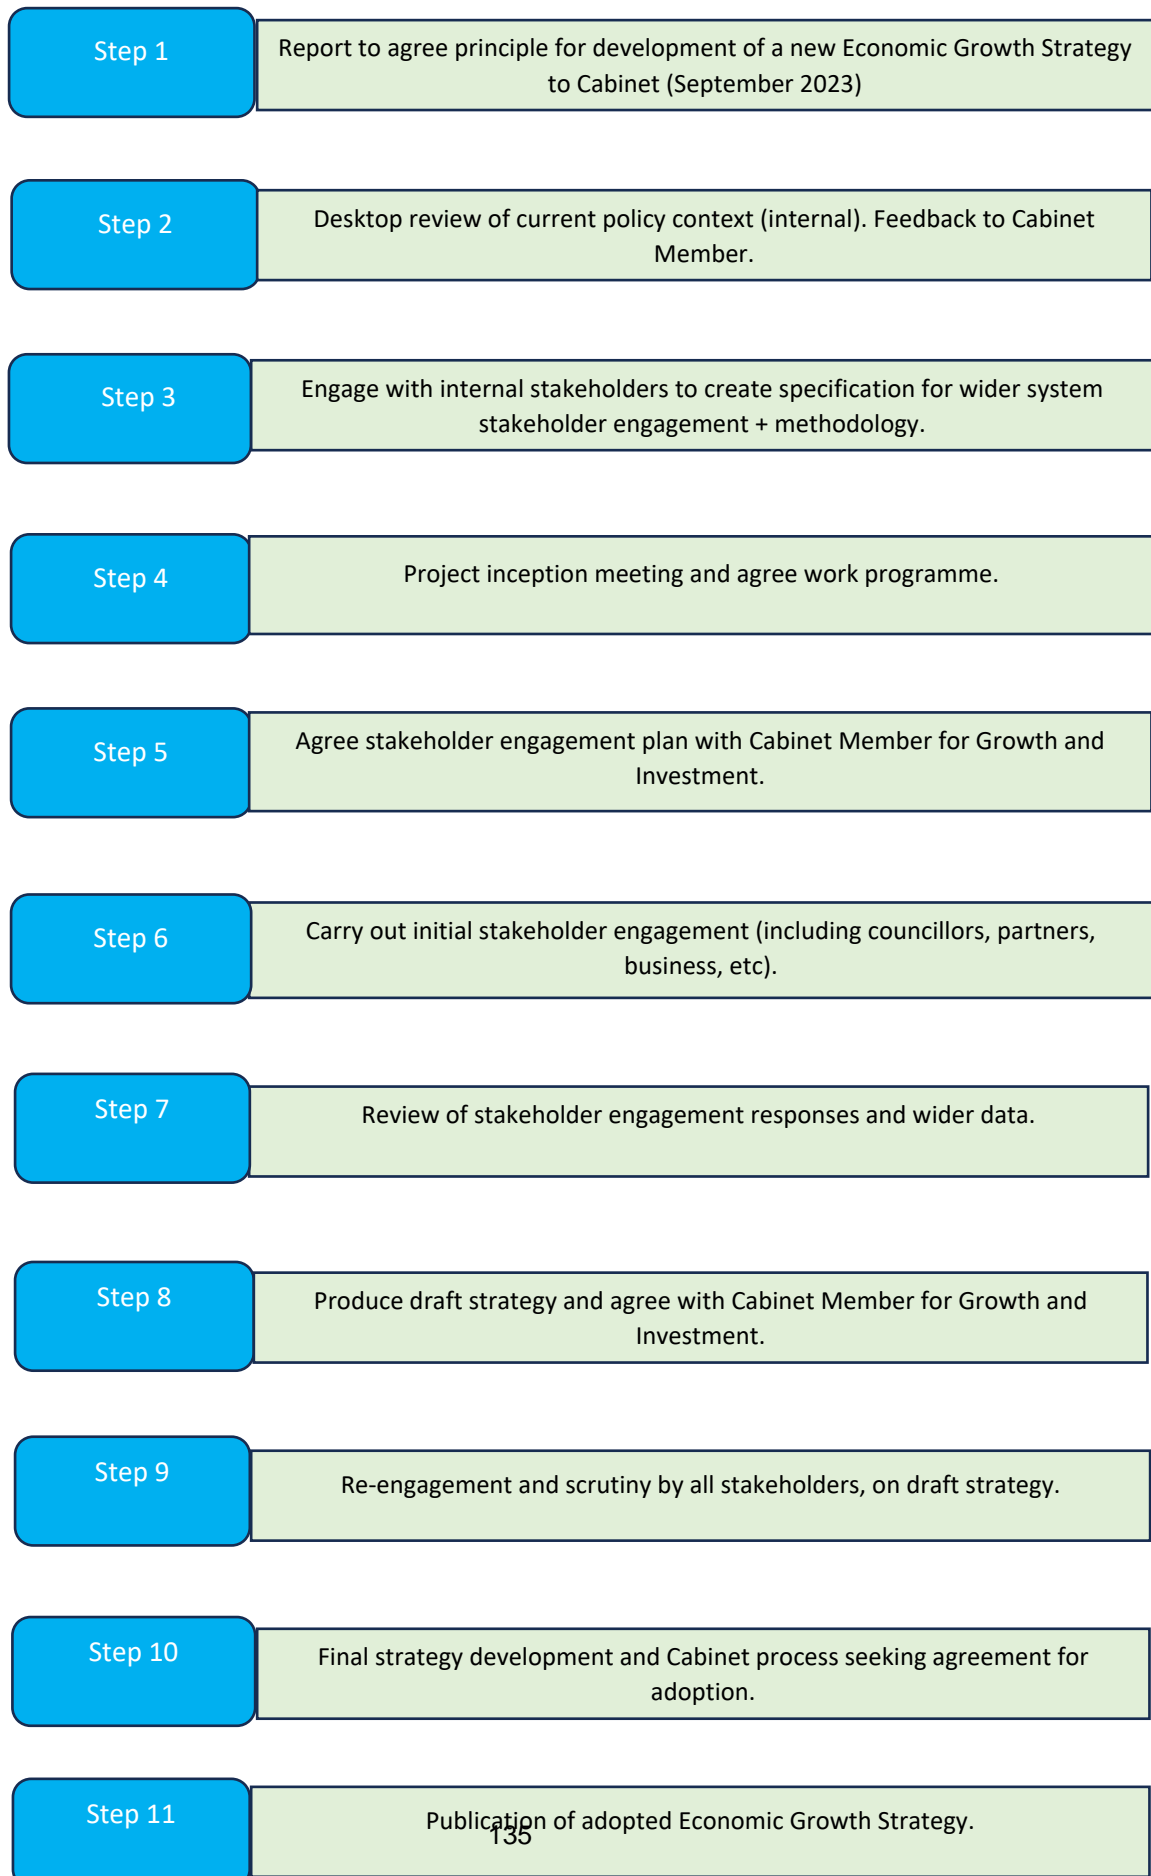 Step 1
Report to agree principle for development of a new Economic Growth Strategy
to Cabinet (September 2023)
Step 2
Desktop review of current policy context (internal). Feedback to Cabinet
Member.
Step 3
Engage with internal stakeholders to create specification for wider system
stakeholder engagement + methodology.
Step 4
Project inception meeting and agree work programme.
Step 5
Agree stakeholder engagement plan with Cabinet Member for Growth and
Investment.
Step 6
Carry out initial stakeholder engagement (including councillors, partners,
business, etc).
Step 7
Review of stakeholder engagement responses and wider data.
Step 8
Produce draft strategy and agree with Cabinet Member for Growth and
Investment.
Step 9
Re-engagement and scrutiny by all stakeholders, on draft strategy.
Step 10
Final strategy development and Cabinet process seeking agreement for
adoption.
Step 11
Publication of adopted Economic Growth Strategy.
135